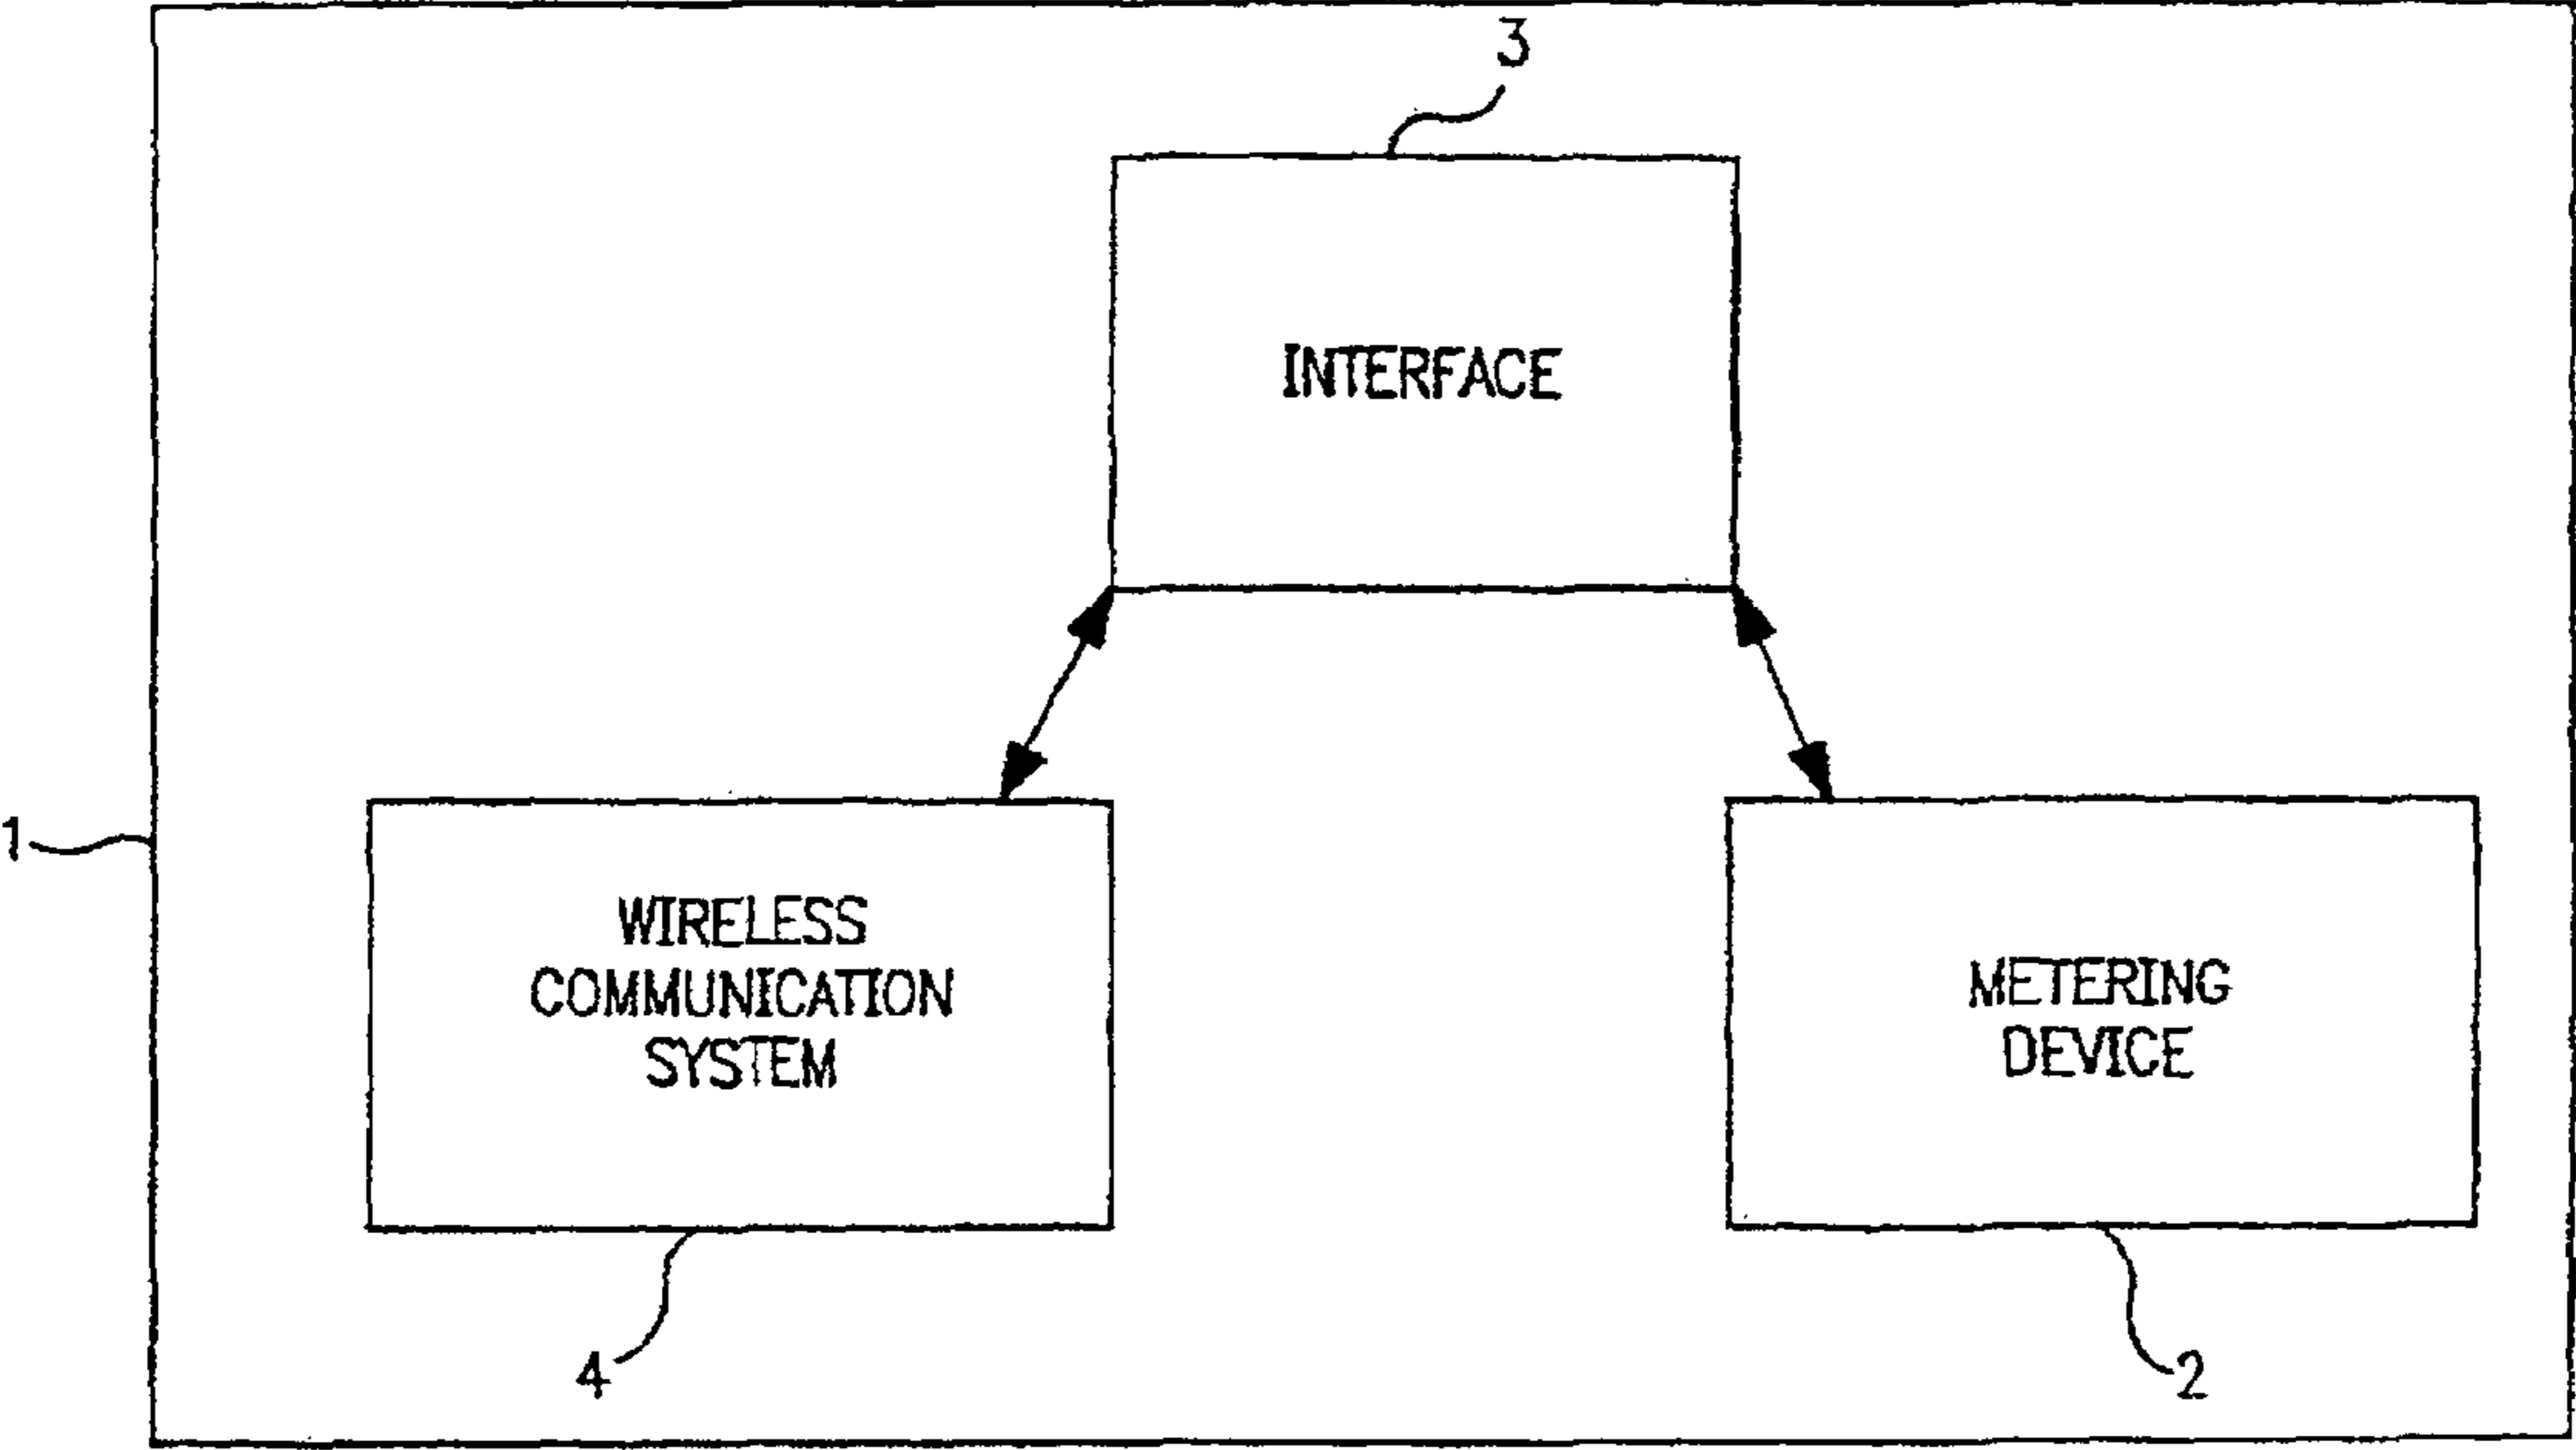 3
INTERFACE
1
WIRELESS
COMMUNICATION
SYSTEM
METERING
DEVICE
4
2